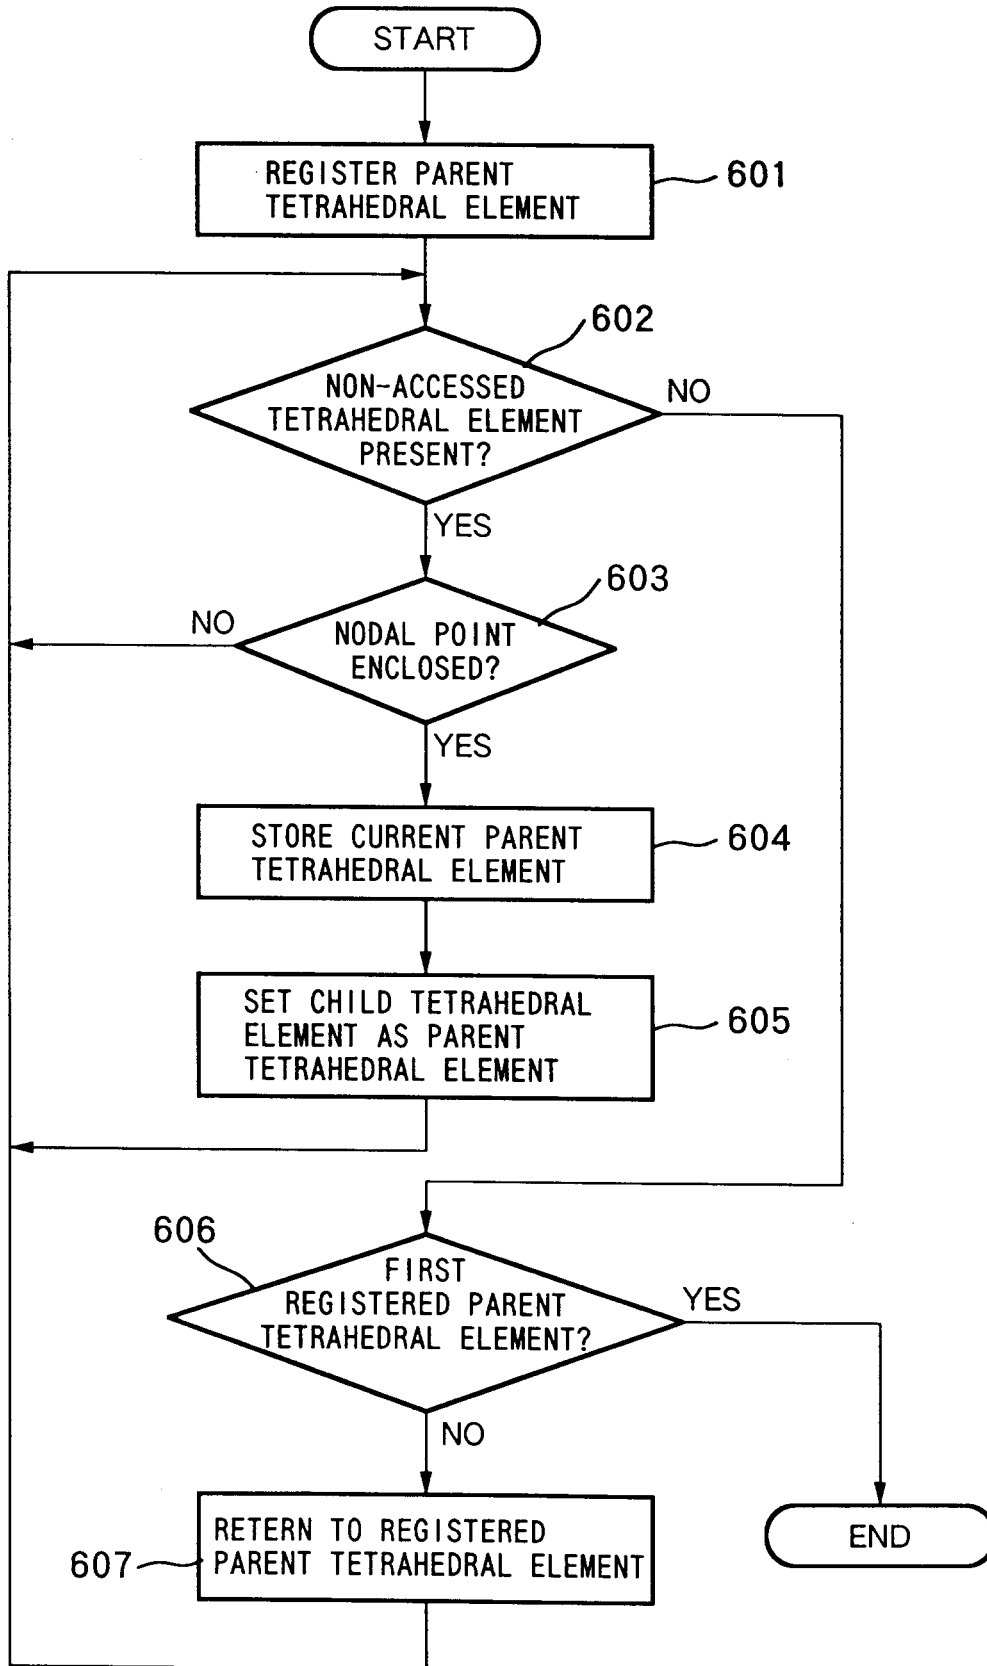 START
REGISTER PARENT
TETRAHEDRAL ELEMENT
601
602
NON-ACCESSED
TETRAHEDRAL ELEMENT
PRESENT?
NO
YES
603
NO
NODAL POINT
ENCLOSED?
YES
STORE CURRENT PARENT
TETRAHEDRAL ELEMENT
604
SET CHILD TETRAHEDRAL
ELEMENT AS PARENT
TETRAHEDRAL ELEMENT
605
606
FIRST
REGISTERED PARENT
TETRAHEDRAL ELEMENT?
YES
NO
RETERN TO REGISTERED
PARENT TETRAHEDRAL ELEMENT
607
END